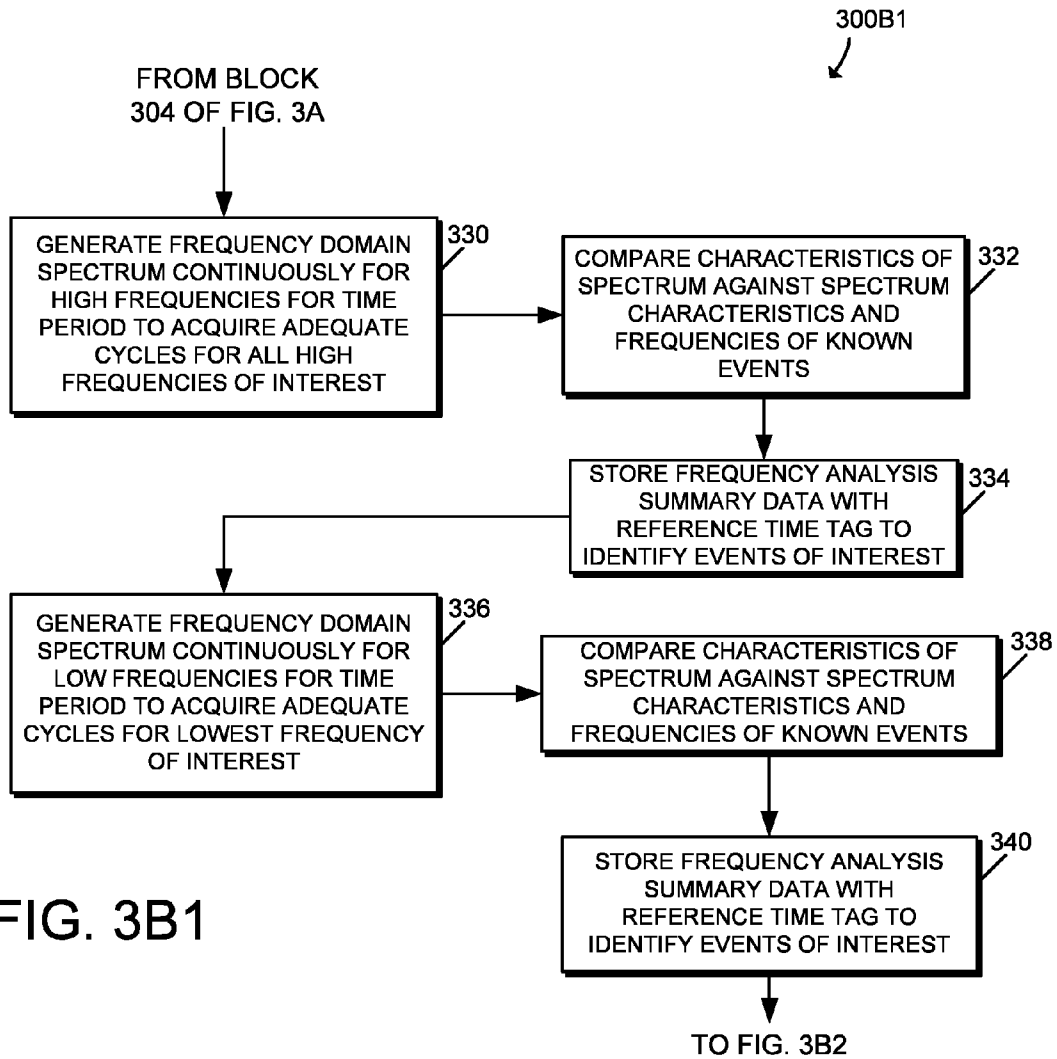 300B1
FROM BLOCK
304 OF FIG. 3A
GENERATE FREQUENCY DOMAIN
SPECTRUM CONTINUOUSLY FOR
HIGH FREQUENCIES FOR TIME
PERIOD TO ACQUIRE ADEQUATE
CYCLES FOR ALL HIGH
FREQUENCIES OF INTEREST
330
COMPARE CHARACTERISTICS OF
SPECTRUM AGAINST SPECTRUM
CHARACTERISTICS AND
FREQUENCIES OF KNOWN
EVENTS
332
STORE FREQUENCY ANALYSIS
SUMMARY DATA WITH
REFERENCE TIME TAG TO
IDENTIFY EVENTS OF INTEREST
334
GENERATE FREQUENCY DOMAIN
SPECTRUM CONTINUOUSLY FOR
LOW FREQUENCIES FOR TIME
PERIOD TO ACQUIRE ADEQUATE
CYCLES FOR LOWEST FREQUENCY
OF INTEREST
336
COMPARE CHARACTERISTICS OF
SPECTRUM AGAINST SPECTRUM
CHARACTERISTICS AND
FREQUENCIES OF KNOWN EVENTS
338
STORE FREQUENCY ANALYSIS
SUMMARY DATA WITH
REFERENCE TIME TAG TO
IDENTIFY EVENTS OF INTEREST
340
FIG. 3B1
TO FIG. 3B2